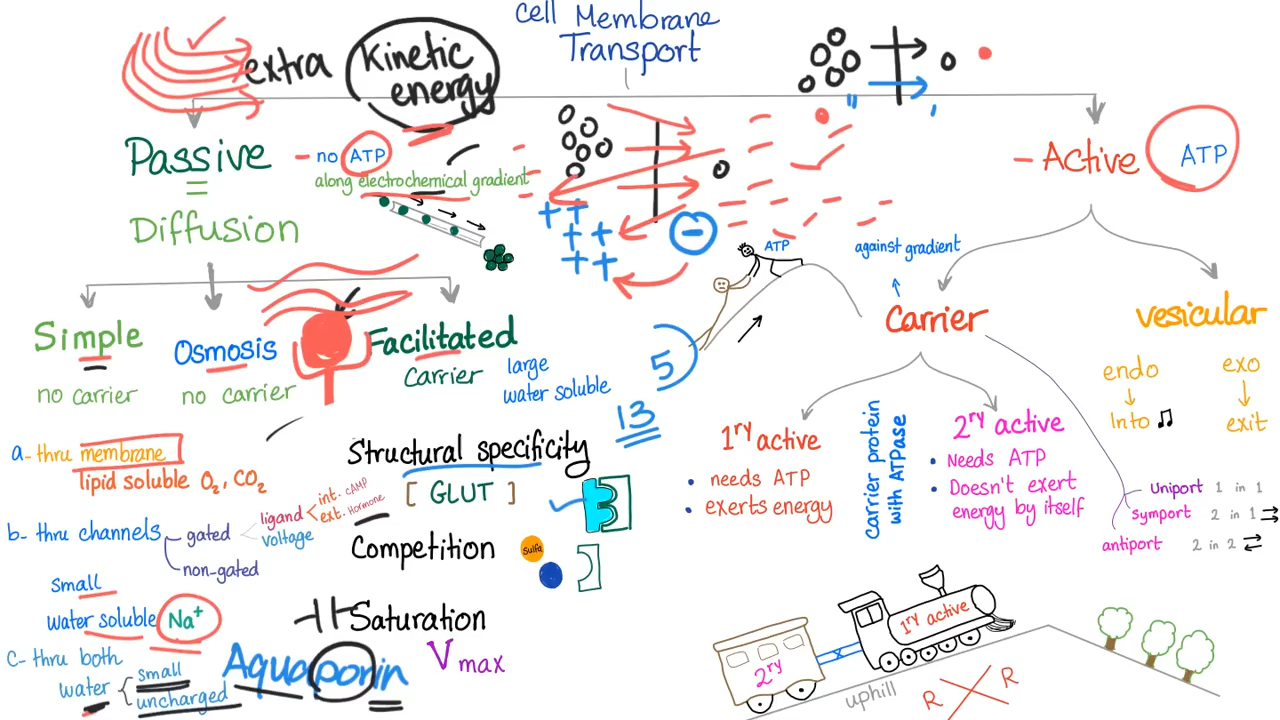 cell Membrane
Transport
extra
Kinetic
energy
Passive
- no ATP
along electrochemical gradient
- Active
ATP
Diffusion
++
++
++
-
ATP
against gradient
Simple
no carrier
Osmosis
no carrier
Facilitated
Carrier
large
water soluble
5
13
Carrier
vesicular
endo
Into
exo
exit
a- thru membrane
lipid soluble O₂, CO₂
b- thru channels
gated
non-gated
ligand
voltage
int. cAMP
ext. Hormone
small
water soluble Na⁺
c- thru both
water
small
uncharged
Aquaporin
Structural specificity
[ GLUT ]
Competition
Sulfa
Saturation
Vmax
1ry active
• needs ATP
• exerts energy
carrier protein
with ATPase
2ry active
• Needs ATP
• Doesn't exert
energy by itself
Uniport 1 in 1
symport 2 in 1
antiport 2 in 2
2ry
1ry active
uphill
R R